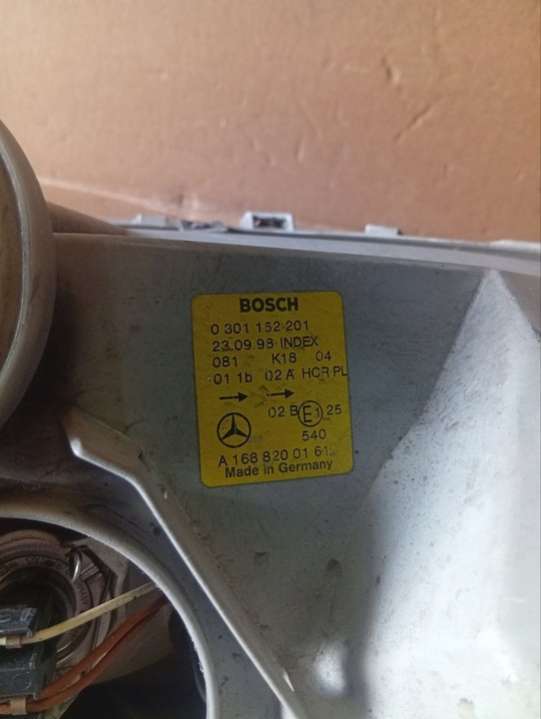 BOSCH
0 301 152 201
23.09.98 INDEX
081 K18 04
01 1b 02 A HCR PL
02 B E1 25
540
A 168 820 01 61
Made in Germany